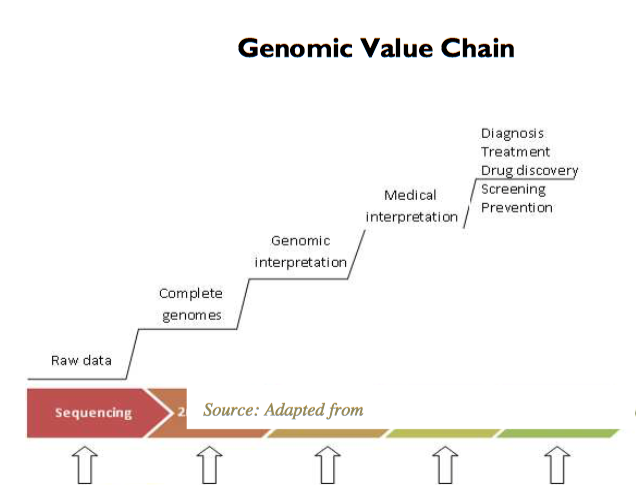 Genomic Value Chain
Diagnosis
Treatment
Drug discovery
Screening
Prevention
Medical
interpretation
Genomic
interpretation
Complete
genomes
Raw data
Sequencing
2
Source: Adapted from